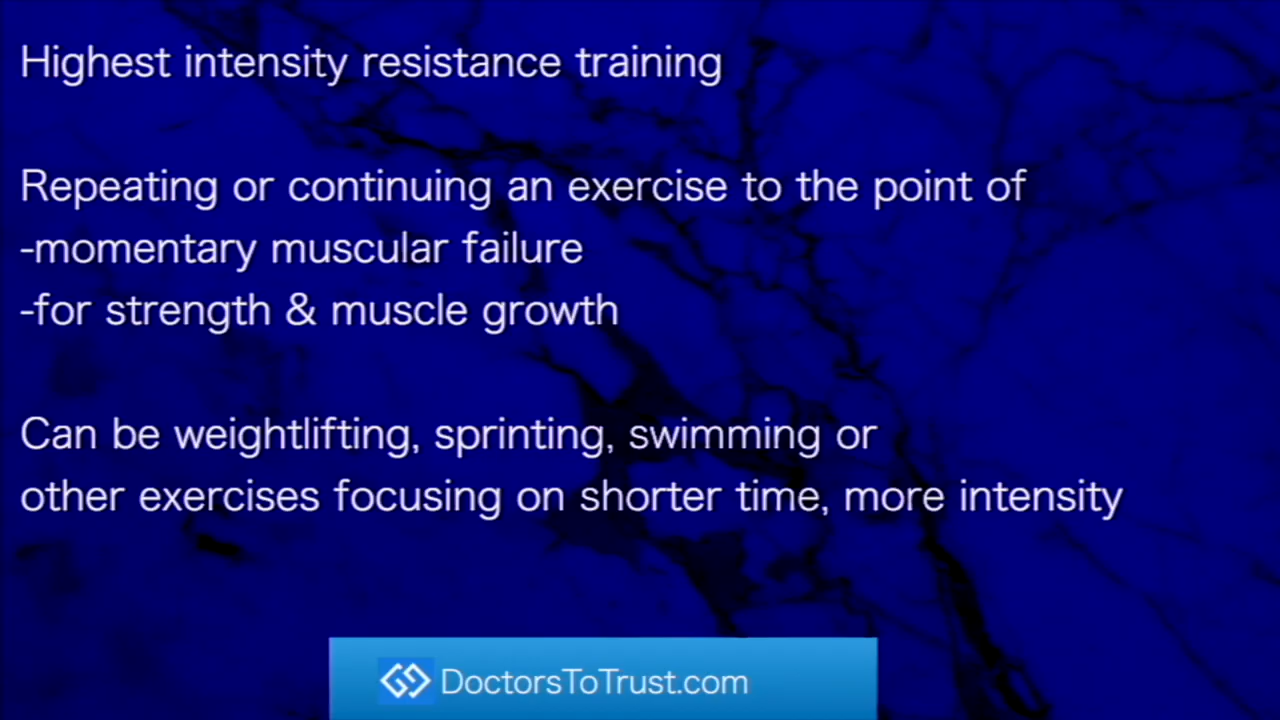 Highest intensity resistance training
Repeating or continuing an exercise to the point of
-momentary muscular failure
-for strength & muscle growth
Can be weightlifting, sprinting, swimming or
other exercises focusing on shorter time, more intensity
DoctorsToTrust.com